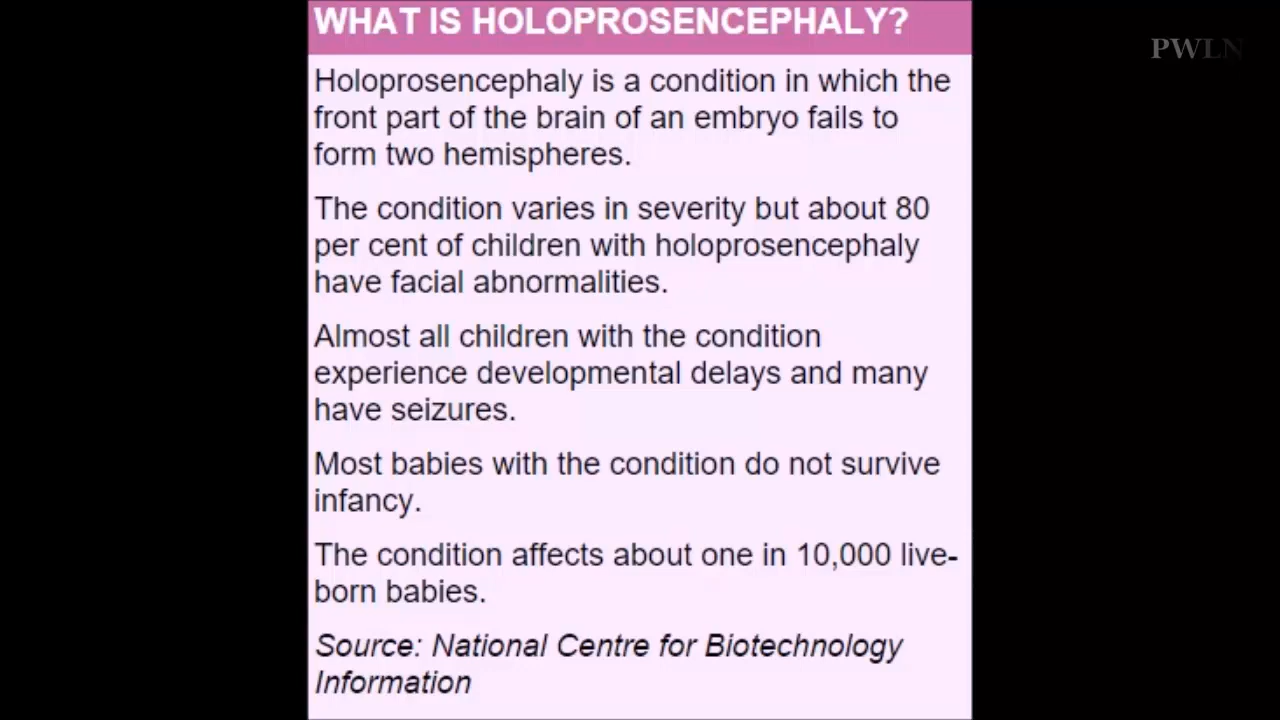 WHAT IS HOLOPROSENCEPHALY?
PWLN
Holoprosencephaly is a condition in which the
front part of the brain of an embryo fails to
form two hemispheres.
The condition varies in severity but about 80
per cent of children with holoprosencephaly
have facial abnormalities.
Almost all children with the condition
experience developmental delays and many
have seizures.
Most babies with the condition do not survive
infancy.
The condition affects about one in 10,000 live-
born babies.
Source: National Centre for Biotechnology
Information